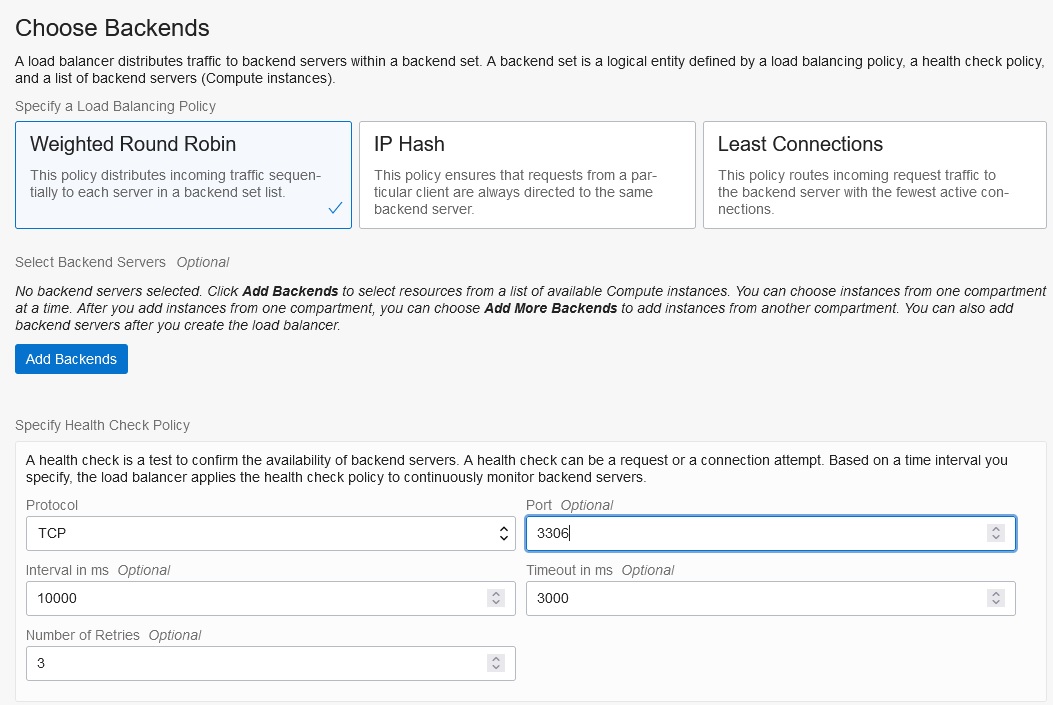 Choose Backends
A load balancer distributes traffic to backend servers within a backend set. A backend set is a logical entity defined by a load balancing policy, a health check policy,
and a list of backend servers (Compute instances).
Specify a Load Balancing Policy
Weighted Round Robin
This policy distributes incoming traffic sequen-
tially to each server in a backend set list.
IP Hash
This policy ensures that requests from a par-
ticular client are always directed to the same
backend server.
Least Connections
This policy routes incoming request traffic to
the backend server with the fewest active con-
nections.
Select Backend Servers Optional
No backend servers selected. Click Add Backends to select resources from a list of available Compute instances. You can choose instances from one compartment
at a time. After you add instances from one compartment, you can choose Add More Backends to add instances from another compartment. You can also add
backend servers after you create the load balancer.
Add Backends
Specify Health Check Policy
A health check is a test to confirm the availability of backend servers. A health check can be a request or a connection attempt. Based on a time interval you
specify, the load balancer applies the health check policy to continuously monitor backend servers.
Protocol
TCP
Port Optional
3306
Interval in ms Optional
10000
Timeout in ms Optional
3000
Number of Retries Optional
3